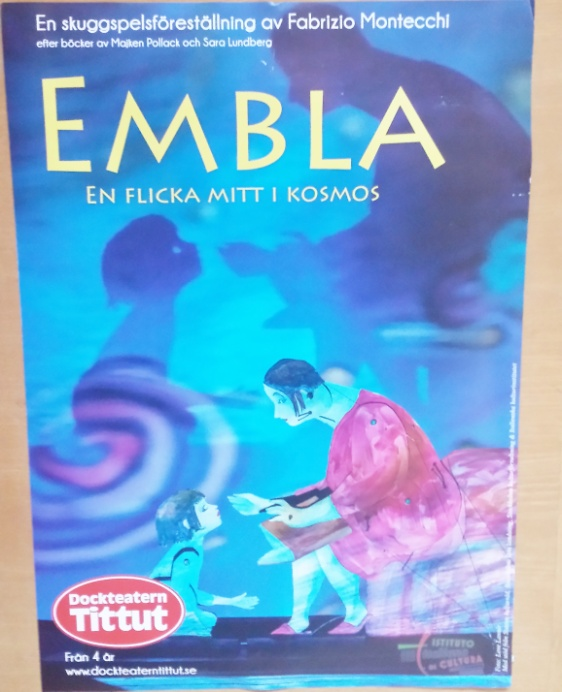 En skuggspelsföreställning av Fabrizio Montecchi
efter böcker av Majken Pollack och Sara Lundberg
EMBLA
EN FLICKA MITT I KOSMOS
Dockteatern
Tittut
Från 4 år
www.dockteaterntittut.se
ISTITUTO
DI CULTURA